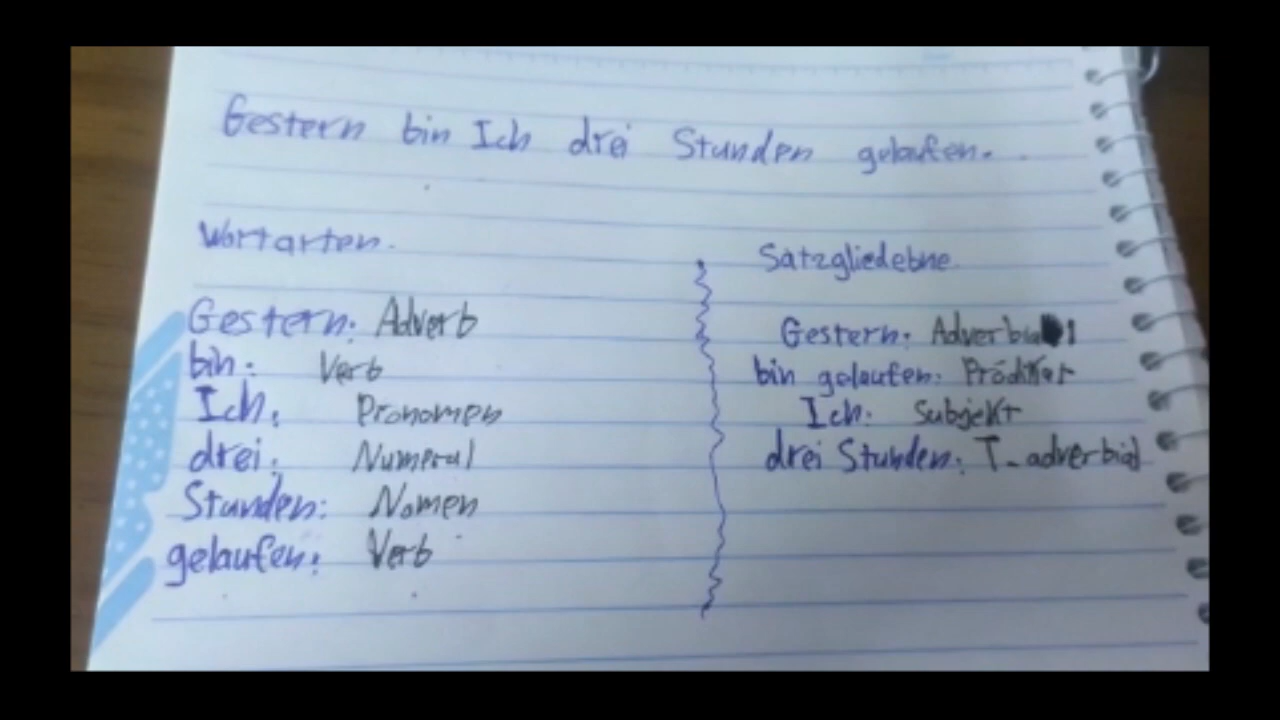 Gestern bin Ich drei Stunden gelaufen.
Wortarten.
Gestern: Adverb
bin: Verb
Ich: Pronomen
drei: Numeral
Stunden: Nomen
gelaufen: Verb
Satzgliedebne
Gestern: Adverbial
bin gelaufen: Prädikat
Ich: Subjekt
drei Stunden: T-adverbial